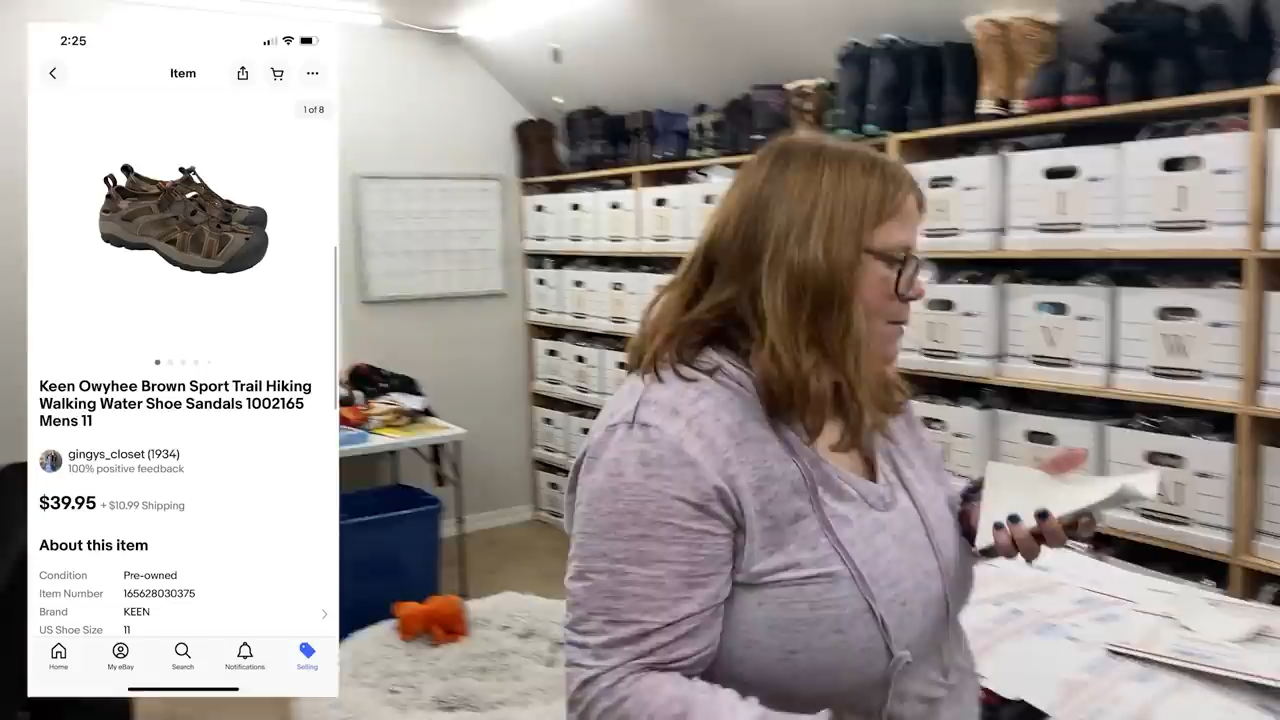 2:25
Item
1 of 8
Keen Owyhee Brown Sport Trail Hiking
Walking Water Shoe Sandals 1002165
Mens 11
gingys_closet (1934)
100% positive feedback
$39.95 + $10.99 Shipping
About this item
Condition Pre-owned
Item Number 165628030375
Brand KEEN
US Shoe Size 11
Home My eBay Search Notifications Selling
I
J
U
V
W